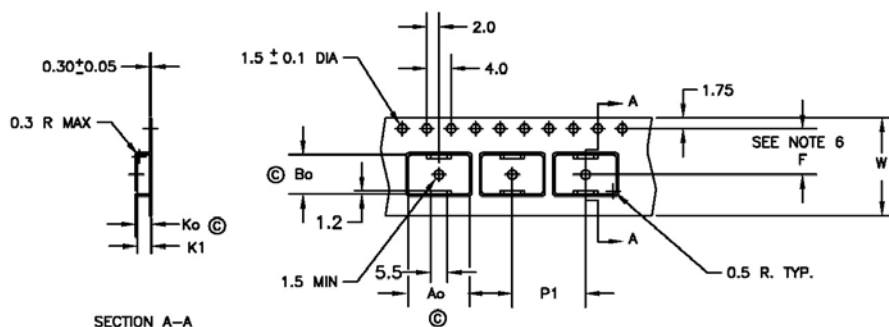 2.0
1.5 ± 0.1 DIA
4.0
0.30±0.05
A
1.75
0.3 R MAX
SEE NOTE 6
F
W
Ⓒ Bo
1.2
Ko Ⓒ
K1
A
5.5
1.5 MIN
0.5 R. TYP.
Ao
P1
Ⓒ
SECTION A-A